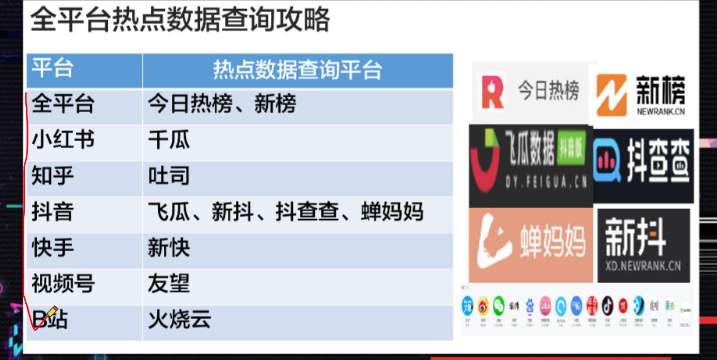 全平台热点数据查询攻略
平台 热点数据查询平台
全平台 今日热榜、新榜
小红书 千瓜
知乎 吐司
抖音 飞瓜、新抖、抖查查、蝉妈妈
快手 新快
视频号 友望
B站 火烧云
今日热榜
新榜
NEWRANK.CN
飞瓜数据 抖音版
DY.FEIGUA.CN
抖查查
蝉妈妈
新抖
XD.NEWRANK.CN